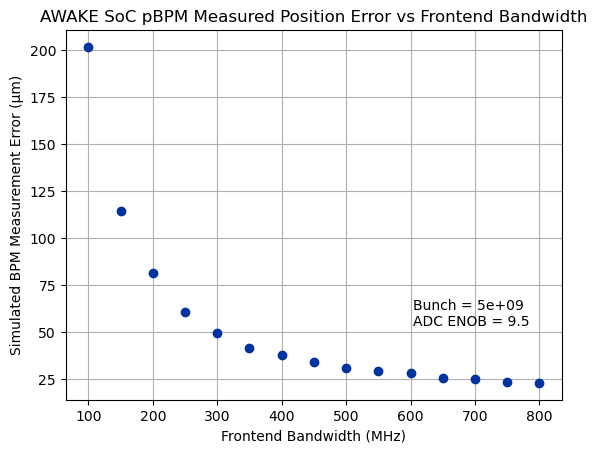 AWAKE SoC pBPM Measured Position Error vs Frontend Bandwidth
200
175
150
125
100
75
50
25
Simulated BPM Measurement Error (μm)
Bunch = 5e+09
ADC ENOB = 9.5
100 200 300 400 500 600 700 800
Frontend Bandwidth (MHz)